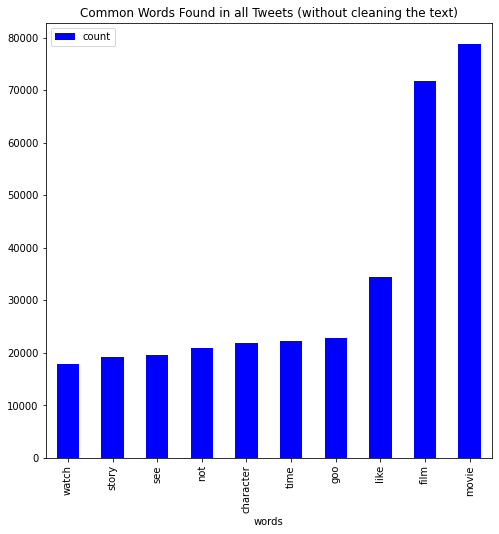 Common Words Found in all Tweets (without cleaning the text)
count
80000
70000
60000
50000
40000
30000
20000
10000
0
watch
story
see
not
character
time
goo
like
film
movie
words